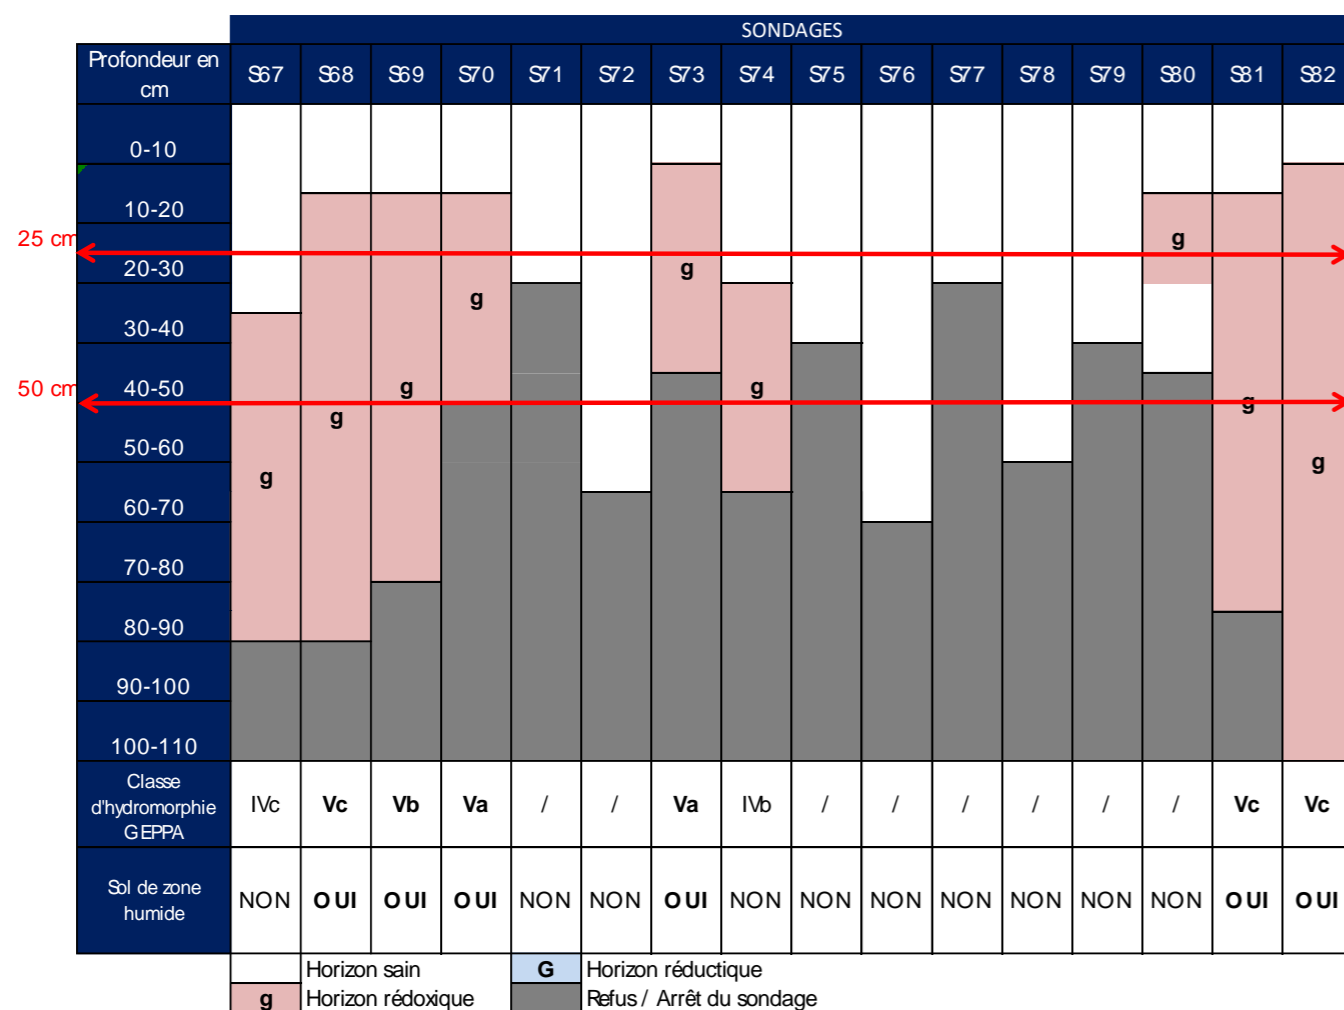 SONDAGES
Profondeur en cm S67 S68 S69 S70 S71 S72 S73 S74 S75 S76 S77 S78 S79 S80 S81 S82
0-10
10-20
25 cm g
20-30 g
g
30-40
50 cm 40-50 g g
g g
50-60 g
g
60-70
70-80
80-90
90-100
100-110
Classe d'hydromorphie GEPPA IVc Vc Vb Va / / Va IVb / / / / / / Vc Vc
Sol de zone humide NON OUI OUI OUI NON NON OUI NON NON NON NON NON NON NON OUI OUI
Horizon sain G Horizon réductique
g Horizon rédoxique Refus / Arrêt du sondage